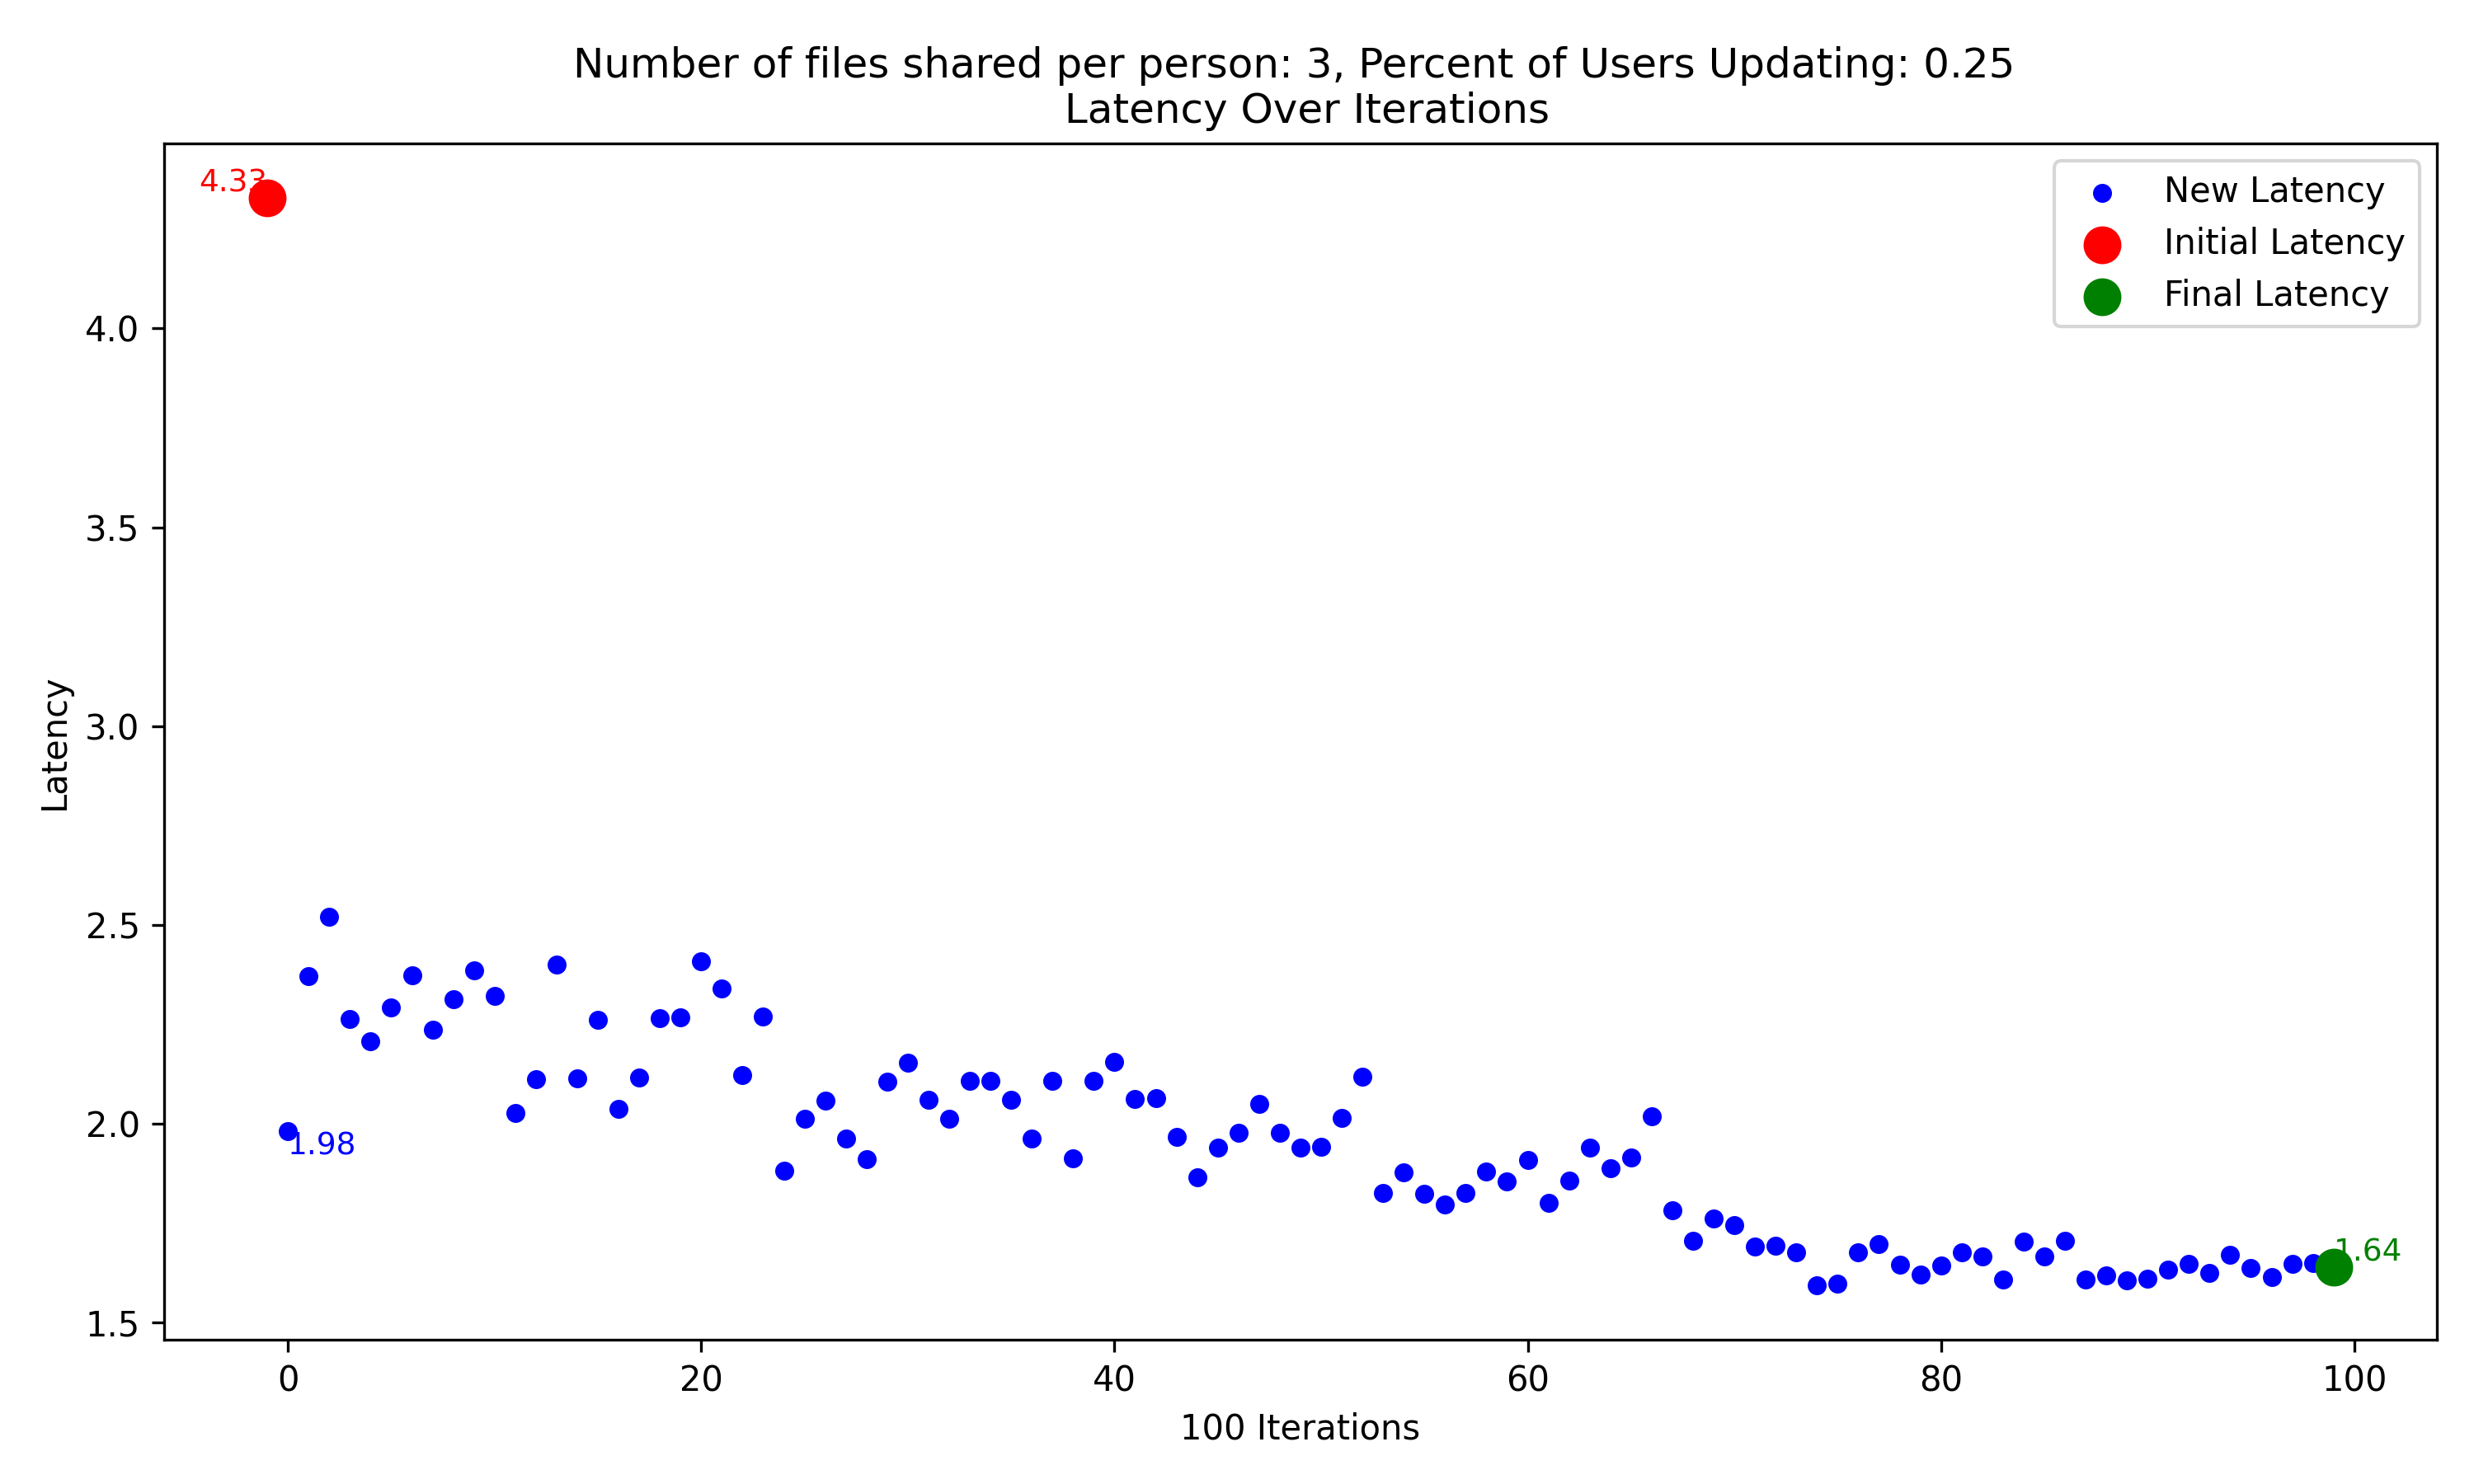 Number of files shared per person: 3, Percent of Users Updating: 0.25
Latency Over Iterations
4.33
New Latency
Initial Latency
Final Latency
4.0
3.5
3.0
2.5
2.0
1.5
Latency
1.98
1.64
0
20
40
60
80
100
100 Iterations